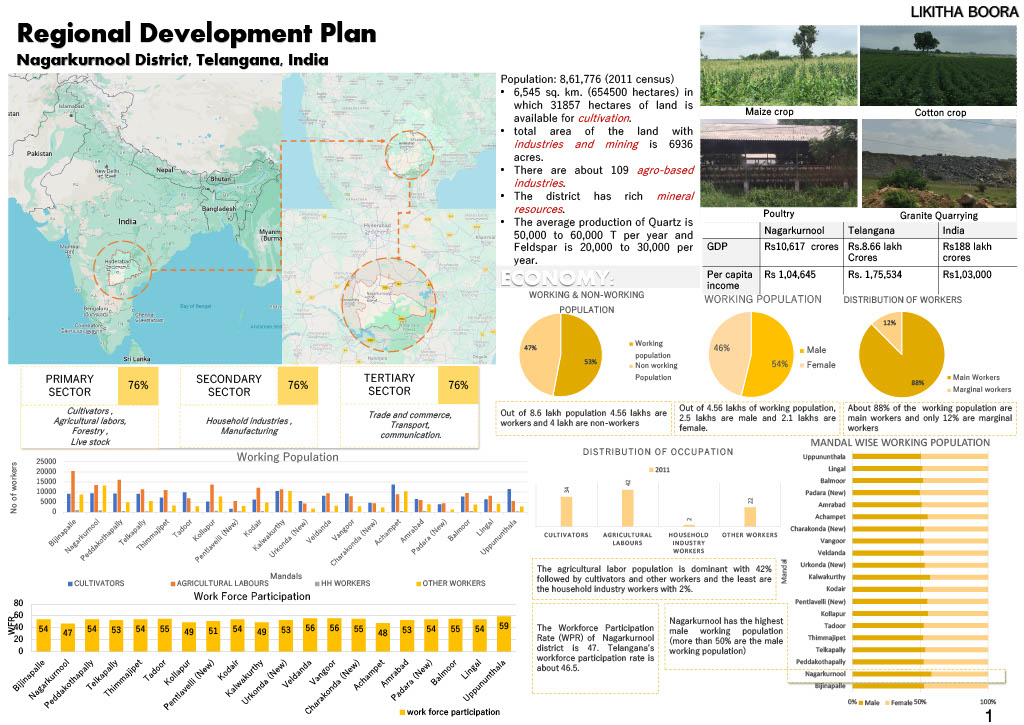 LIKITHA BOORA
Regional Development Plan
Nagarkurnool District, Telangana, India
Islamabad
Pakistan
New Delhi
Nepal
Bhutan
Bangladesh
India
Mumbai
Hyderabad
Bay of Bengal
Bengaluru
Chennai
Coimbatore
Sri Lanka
Hyderabad
Population: 8,61,776 (2011 census)
• 6,545 sq. km. (654500 hectares) in
which 31857 hectares of land is
available for cultivation.
• total area of the land with
industries and mining is 6936
acres.
• There are about 109 agro-based
industries.
• The district has rich mineral
resources.
• The average production of Quartz is
50,000 to 60,000 T per year and
Feldspar is 20,000 to 30,000 per
year.
Maize crop
Cotton crop
Poultry
Granite Quarrying
Nagarkurnool Telangana India
GDP Rs10,617 crores Rs.8.66 lakh Crores Rs188 lakh crores
Per capita income Rs 1,04,645 Rs. 1,75,534 Rs1,03,000
ECONOMY:
WORKING & NON-WORKING
POPULATION
47%
53%
Working population
Non working Population
WORKING POPULATION
46%
54%
Male
Female
DISTRIBUTION OF WORKERS
12%
88%
Main Workers
Marginal workers
Out of 8.6 lakh population 4.56 lakhs are
workers and 4 lakh are non-workers
Out of 4.56 lakhs of working population,
2.5 lakhs are male and 2.1 lakhs are
female.
About 88% of the working population are
main workers and only 12% are marginal
workers
PRIMARY SECTOR
76%
Cultivators ,
Agricultural labors,
Forestry ,
Live stock
SECONDARY SECTOR
76%
Household Industries ,
Manufacturing
TERTIARY SECTOR
76%
Trade and commerce,
Transport,
communication.
Working Population
No of workers
25000
20000
15000
10000
5000
0
Bijinapalle
Nagarkurnool
Peddakothapally
Telkapally
Thimmajipet
Tadoor
Kollapur
Pentlavelli (New)
Kodair
Kalwakurthy
Urkonda (New)
Veldanda
Vangoor
Charakonda (New)
Achampet
Amrabad
Padara (New)
Balmoor
Lingal
Uppununthala
Mandals
CULTIVATORS
AGRICULTURAL LABOURS
HH WORKERS
OTHER WORKERS
Work Force Participation
WFR
80
60
40
20
0
54 47 54 53 54 55 49 51 54 49 53 56 56 55 48 53 54 55 54 59
Bijinapalle
Nagarkurnool
Peddakothapally
Telkapally
Thimmajipet
Tadoor
Kollapur
Pentlavelli (New)
Kodair
Kalwakurthy
Urkonda (New)
Veldanda
Vangoor
Charakonda (New)
Achampet
Amrabad
Padara (New)
Balmoor
Lingal
Uppununthala
work force participation
DISTRIBUTION OF OCCUPATION
2011
34
42
2
22
CULTIVATORS
AGRICULTURAL LABOURS
HOUSEHOLD INDUSTRY WORKERS
OTHER WORKERS
The agricultural labor population is dominant with 42%
followed by cultivators and other workers and the least are
the household industry workers with 2%.
The Workforce Participation
Rate (WPR) of Nagarkurnool
district is 47. Telangana's
workforce participation rate is
about 46.5.
Nagarkurnool has the highest
male working population
(more than 50% are the male
working population)
MANDAL WISE WORKING POPULATION
Mandal
Uppununthala
Lingal
Balmoor
Padara (New)
Amrabad
Achampet
Charakonda (New)
Vangoor
Veldanda
Urkonda (New)
Kalwakurthy
Kodair
Pentlavelli (New)
Kollapur
Tadoor
Thimmajipet
Telkapally
Peddakothapally
Nagarkurnool
Bijinapalle
0% 50% 100%
Male
Female
1